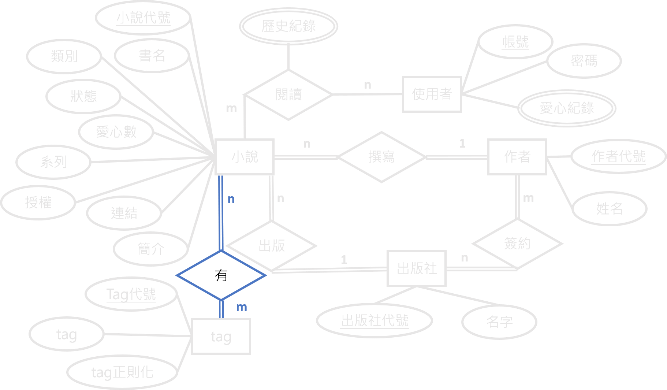 小說代號
歷史紀錄
類別
書名
帳號
密碼
狀態
閱讀
n
使用者
愛心紀錄
m
愛心數
系列
小說
n
撰寫
1
作者
作者代號
授權
連結
n
n
m
姓名
簡介
出版
簽約
有
1
出版社
n
Tag代號
m
tag
tag
出版社代號
名字
tag正則化